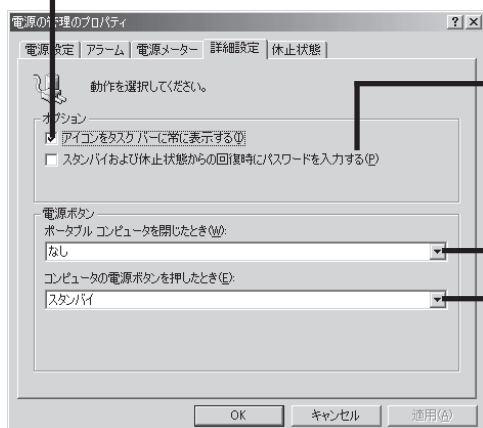 電源の管理のプロパティ
? ×
電源設定 アラーム 電源メーター 詳細設定 休止状態
動作を選択してください。
オプション
アイコンをタスク バーに常に表示する(I)
スタンバイおよび休止状態からの回復時にパスワードを入力する(P)
電源ボタン
ポータブル コンピュータを閉じたとき(W):
なし
コンピュータの電源ボタンを押したとき(E):
スタンバイ
OK キャンセル 適用(A)